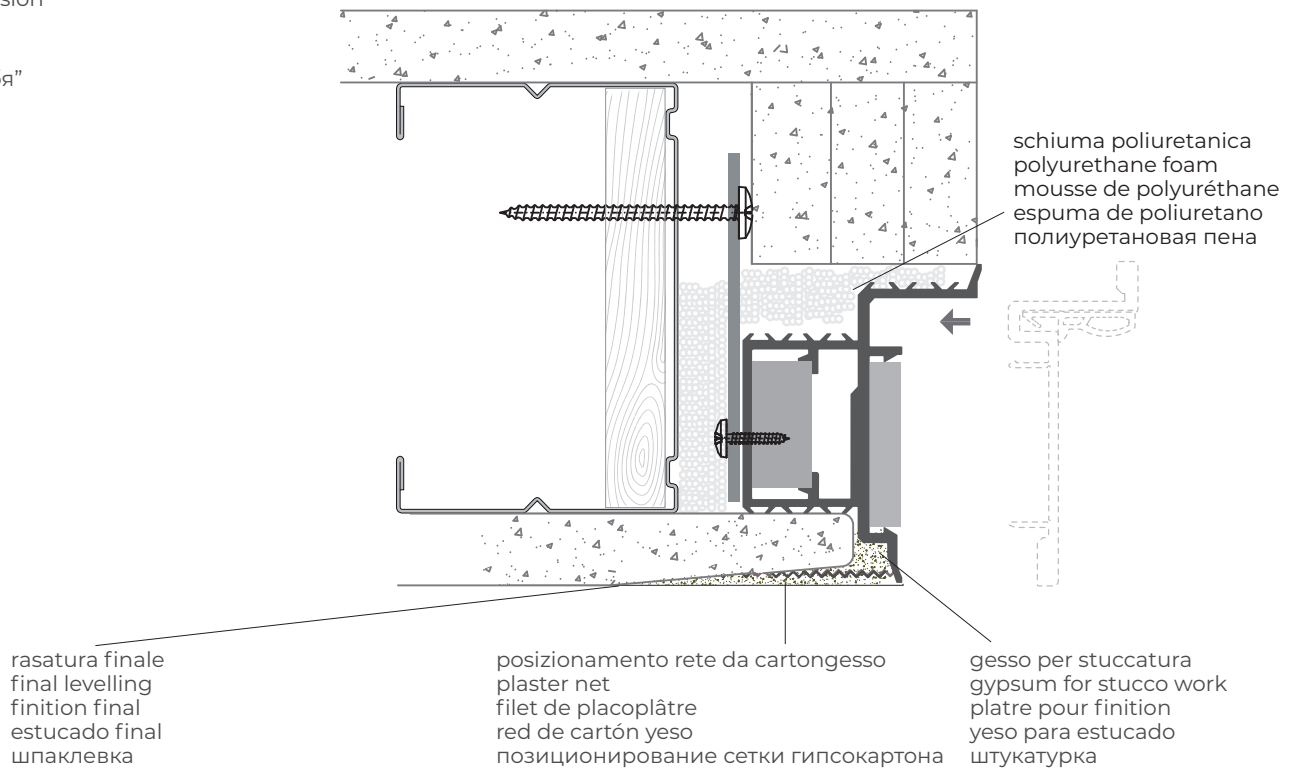 schiuma poliuretanica
polyurethane foam
mousse de polyuréthane
espuma de poliuretano
полиуретановая пена
rasatura finale
final levelling
finition final
estucado final
шпаклевка
posizionamento rete da cartongesso
plaster net
filet de placoplâtre
red de cartón yeso
позиционирование сетки гипсокартона
gesso per stuccatura
gypsum for stucco work
platre pour finition
yeso para estucado
штукатурка